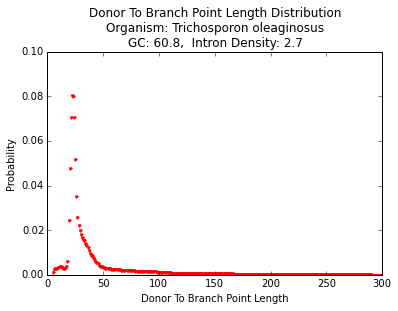 Donor To Branch Point Length Distribution
Organism: Trichosporon oleaginosus
GC: 60.8,  Intron Density: 2.7
0.10
0.08
0.06
0.04
0.02
0.00
Probability
0 50 100 150 200 250 300
Donor To Branch Point Length